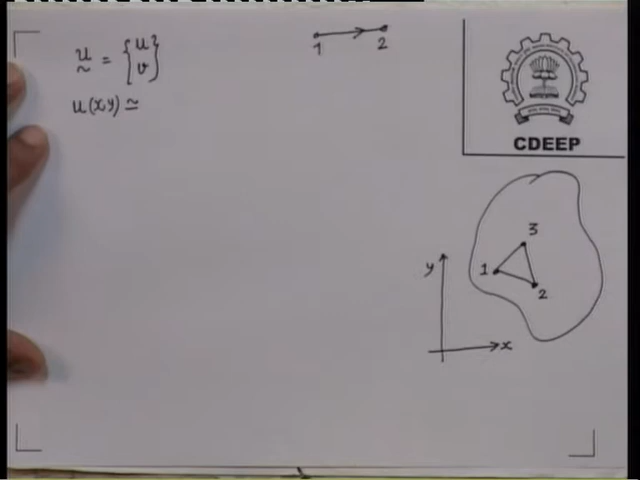 ṵ = {u v}
u(x,y) ≃
1 2
CDEEP
3
1
2
y
x